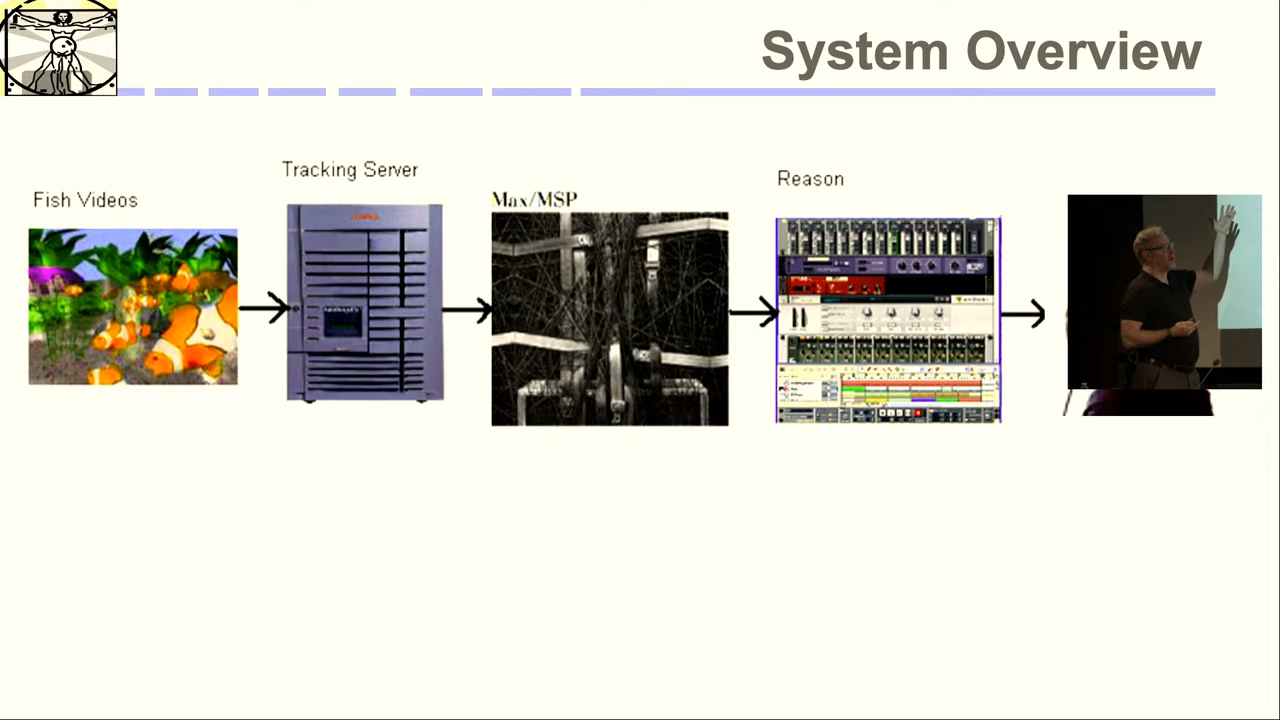 System Overview
Fish Videos
Tracking Server
Max/MSP
Reason